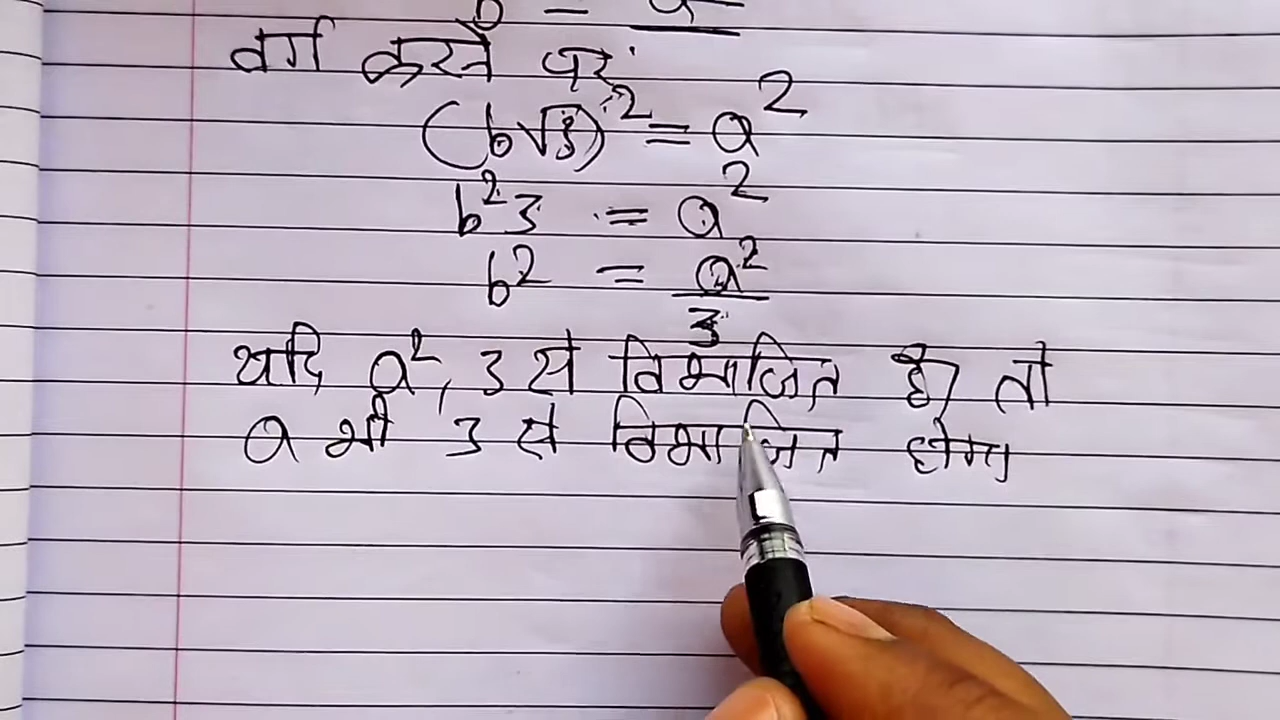 b = a
वर्ग करने पर
(b√3)² = a²
b²3 = a²
b² = a²/3
यदि a², 3 से विभाजित है, तो
a भी 3 से विभाजित होगा